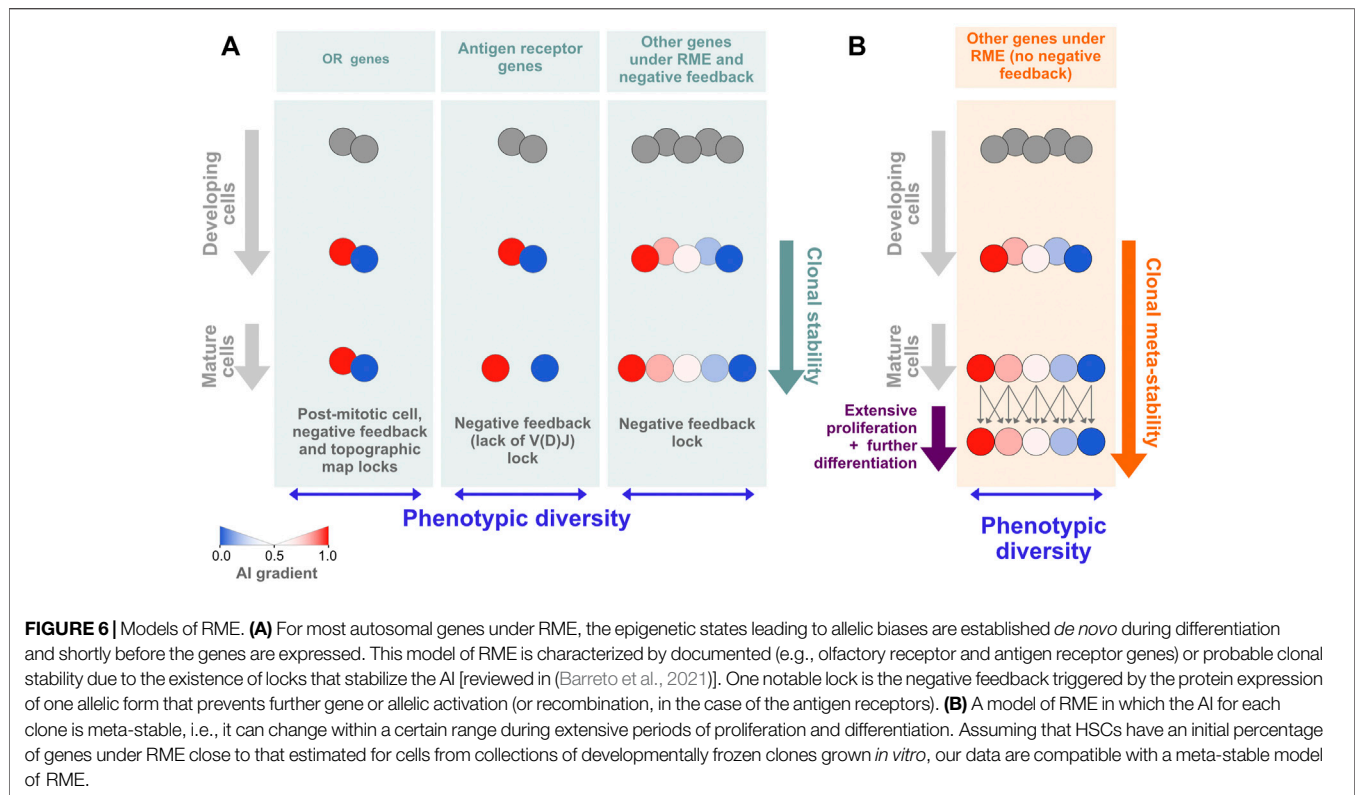 A
OR genes
Antigen receptor
genes
Other genes
under RME and
negative feedback
Developing
cells
Mature
cells
Clonal stability
Post-mitotic cell,
negative feedback
and topographic
map locks
Negative feedback
(lack of V(D)J)
lock
Negative feedback
lock
Phenotypic diversity
0.0 0.5 1.0
AI gradient
B
Other genes under
RME (no negative
feedback)
Developing
cells
Mature
cells
Extensive
proliferation
+ further
differentiation
Clonal meta-stability
Phenotypic
diversity
FIGURE 6 | Models of RME. (A) For most autosomal genes under RME, the epigenetic states leading to allelic biases are established de novo during differentiation
and shortly before the genes are expressed. This model of RME is characterized by documented (e.g., olfactory receptor and antigen receptor genes) or probable clonal
stability due to the existence of locks that stabilize the AI [reviewed in (Barreto et al., 2021)]. One notable lock is the negative feedback triggered by the protein expression
of one allelic form that prevents further gene or allelic activation (or recombination, in the case of the antigen receptors). (B) A model of RME in which the AI for each
clone is meta-stable, i.e., it can change within a certain range during extensive periods of proliferation and differentiation. Assuming that HSCs have an initial percentage
of genes under RME close to that estimated for cells from collections of developmentally frozen clones grown in vitro, our data are compatible with a meta-stable model
of RME.